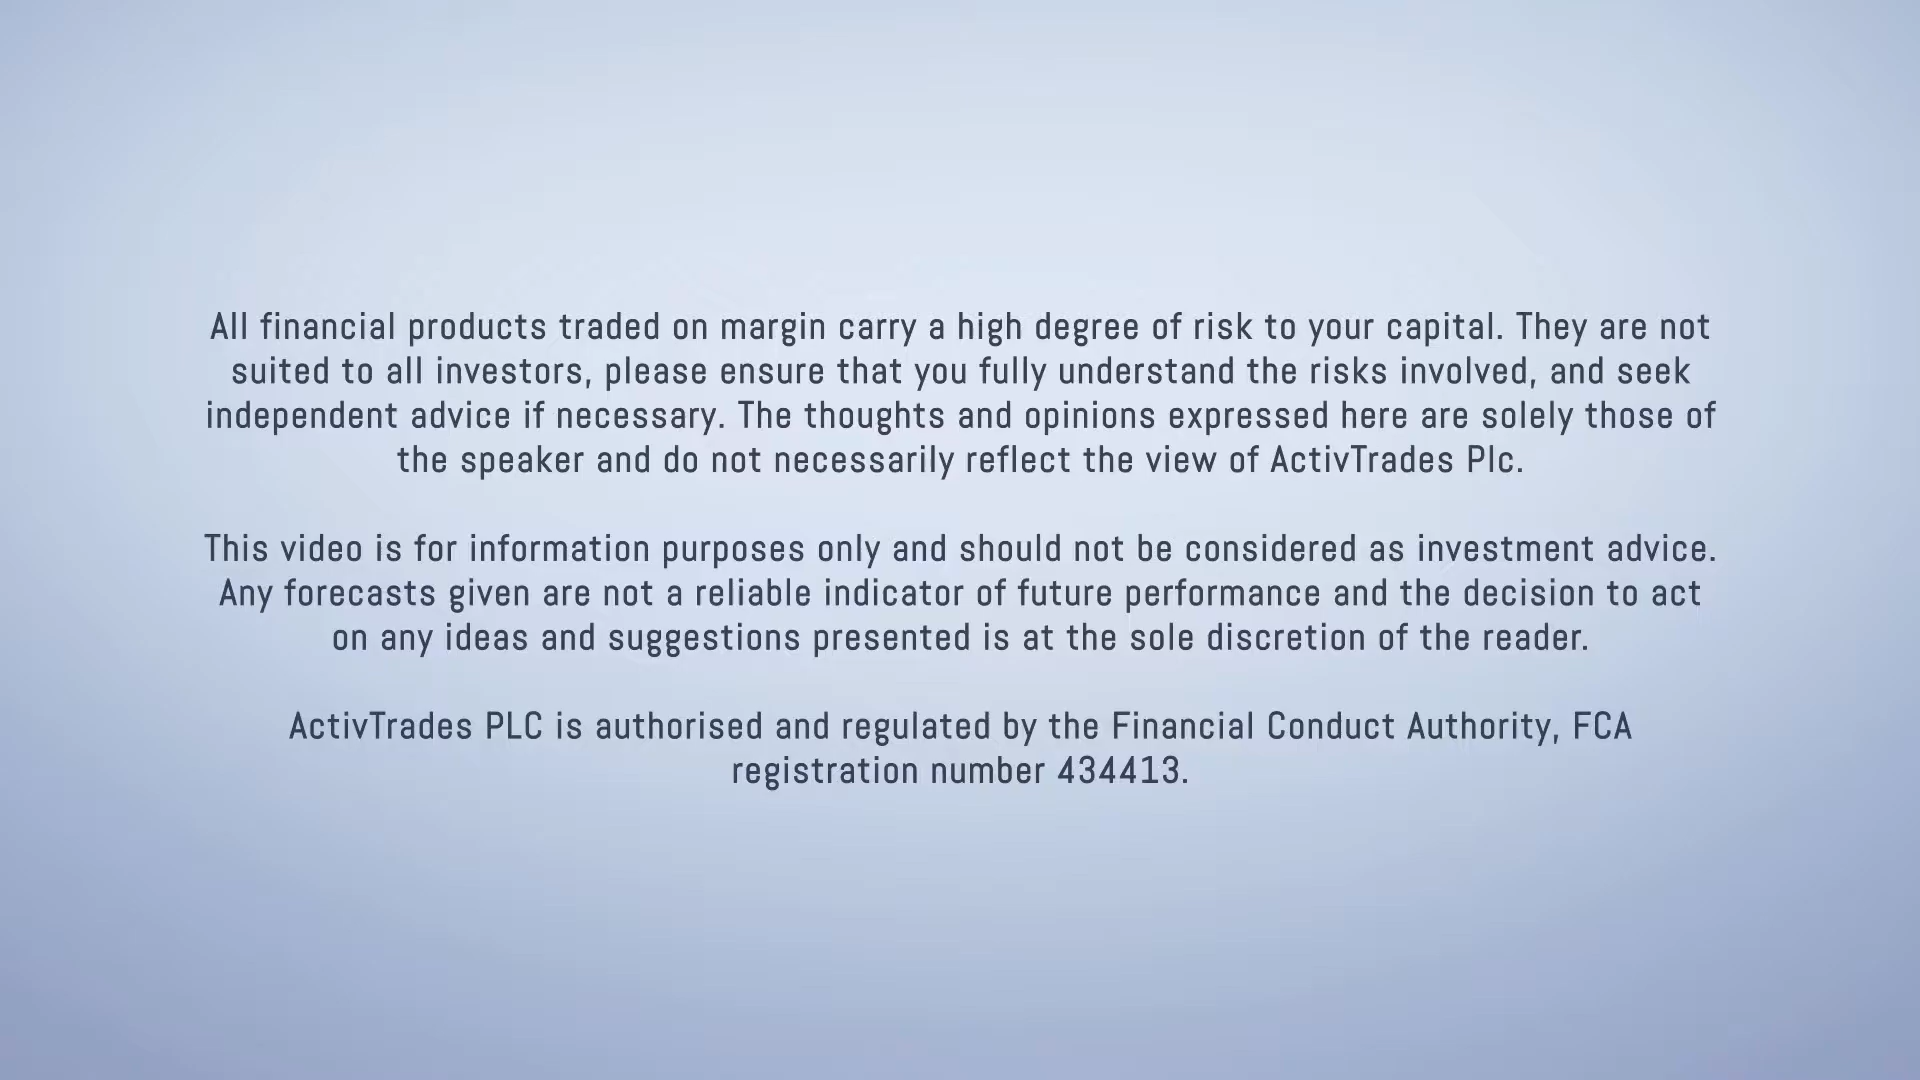 All financial products traded on margin carry a high degree of risk to your capital. They are not
suited to all investors, please ensure that you fully understand the risks involved, and seek
independent advice if necessary. The thoughts and opinions expressed here are solely those of
the speaker and do not necessarily reflect the view of ActivTrades Plc.
This video is for information purposes only and should not be considered as investment advice.
Any forecasts given are not a reliable indicator of future performance and the decision to act
on any ideas and suggestions presented is at the sole discretion of the reader.
ActivTrades PLC is authorised and regulated by the Financial Conduct Authority, FCA
registration number 434413.